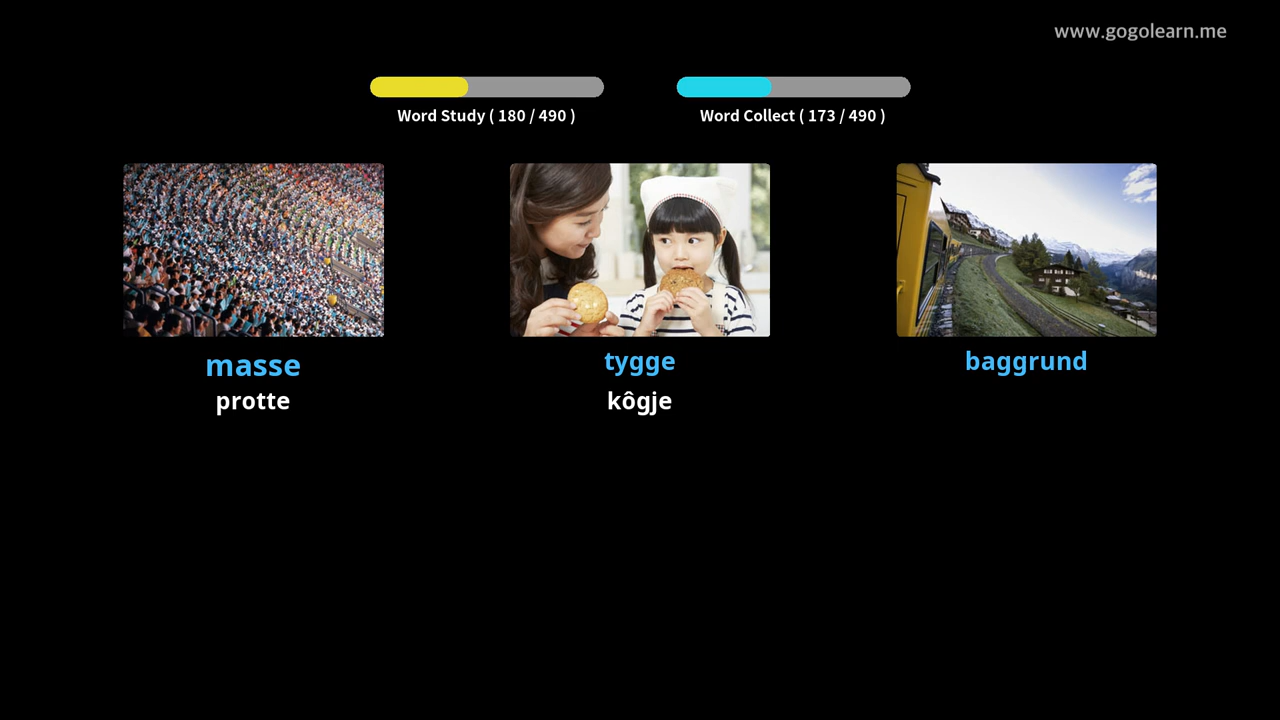 www.gogolearn.me
Word Study ( 180 / 490 )
Word Collect ( 173 / 490 )
masse
protte
tygge
kôgje
baggrund